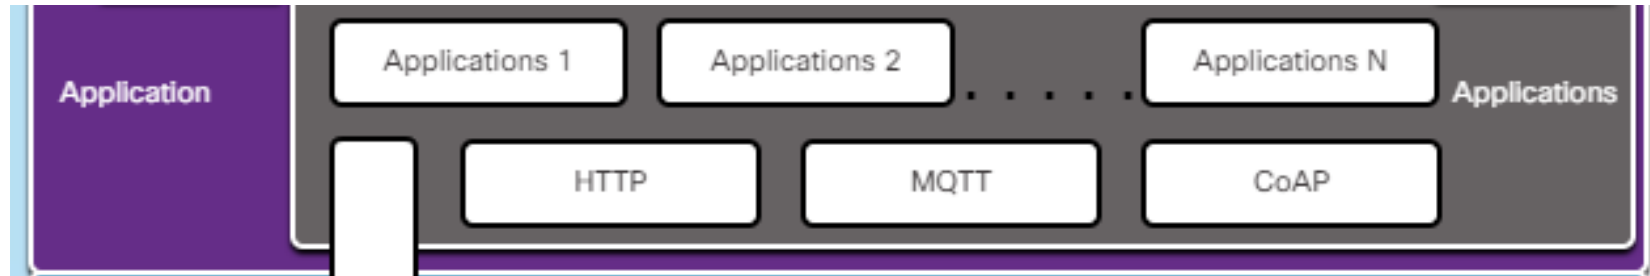 Applications 1
Applications 2
. . . . .
Applications N
Application
Applications
HTTP
MQTT
CoAP